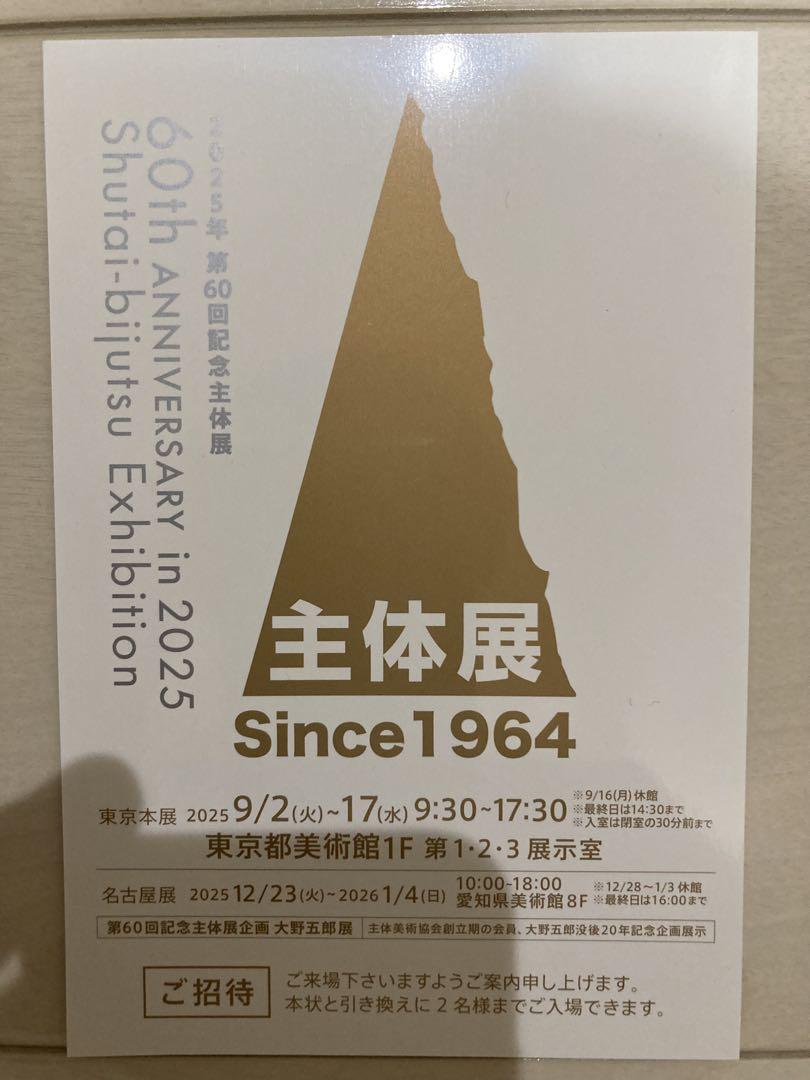 2025年 第60回記念主体展
60th ANNIVERSARY in 2025
Shutai-bijutsu Exhibition
主体展
Since1964
東京本展 2025 9/2(火)~17(水) 9:30~17:30
※9/16(月)休館
※最終日は14:30まで
※入室は閉室の30分前まで
東京都美術館1F 第1・2・3 展示室
名古屋展 2025 12/23(火)~2026 1/4(日)
10:00~18:00
愛知県美術館8F
※12/28~1/3 休館
※最終日は16:00まで
第60回記念主体展企画 大野五郎展
主体美術協会創立期の会員、大野五郎没後20年記念企画展示
ご招待
ご来場下さいますようご案内申し上げます。
本状と引き換えに2名様までご入場できます。